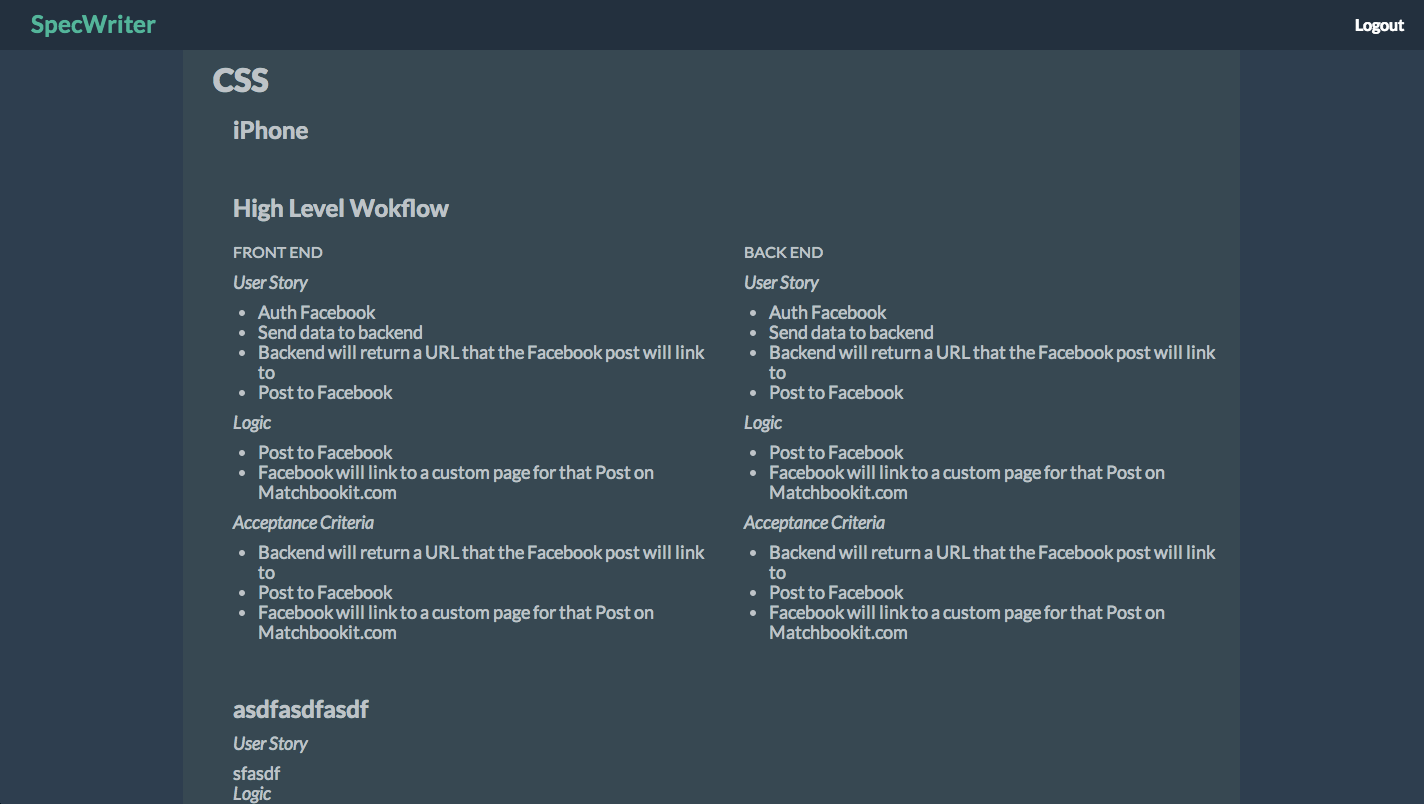 SpecWriter
Logout
CSS
iPhone
High Level Wokflow
FRONT END
User Story
• Auth Facebook
• Send data to backend
• Backend will return a URL that the Facebook post will link
to
• Post to Facebook
Logic
• Post to Facebook
• Facebook will link to a custom page for that Post on
Matchbookit.com
Acceptance Criteria
• Backend will return a URL that the Facebook post will link
to
• Post to Facebook
• Facebook will link to a custom page for that Post on
Matchbookit.com
BACK END
User Story
• Auth Facebook
• Send data to backend
• Backend will return a URL that the Facebook post will link
to
• Post to Facebook
Logic
• Post to Facebook
• Facebook will link to a custom page for that Post on
Matchbookit.com
Acceptance Criteria
• Backend will return a URL that the Facebook post will link
to
• Post to Facebook
• Facebook will link to a custom page for that Post on
Matchbookit.com
asdfasdfasdf
User Story
sfasdf
Logic